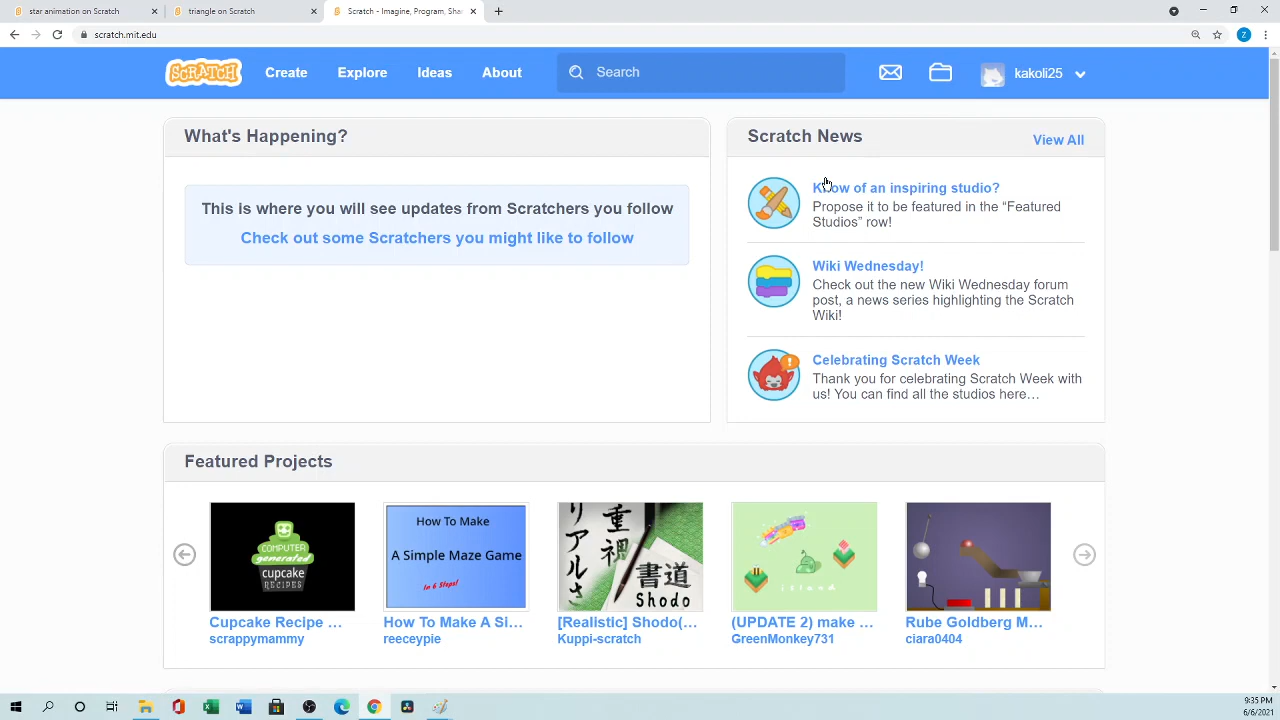 star animation on Scratch
triangle on Scratch
Scratch - Imagine, Program, Sha
scratch.mit.edu
Z
SCRATCH
Create
Explore
Ideas
About
Search
kakoli25
What's Happening?
This is where you will see updates from Scratchers you follow
Check out some Scratchers you might like to follow
Scratch News
View All
Know of an inspiring studio?
Propose it to be featured in the “Featured
Studios” row!
Wiki Wednesday!
Check out the new Wiki Wednesday forum
post, a news series highlighting the Scratch
Wiki!
Celebrating Scratch Week
Thank you for celebrating Scratch Week with
us! You can find all the studios here…
Featured Projects
COMPUTER
generated
cupcake
RECIPES
How To Make
A Simple Maze Game
In 6 Steps!
リアルさ
重視
書道
Shodo
island
Cupcake Recipe ...
scrappymammy
How To Make A Si...
reeceypie
[Realistic] Shodo(...
Kuppi-scratch
(UPDATE 2) make ...
GreenMonkey731
Rube Goldberg M...
ciara0404
9:35 PM
6/6/2021